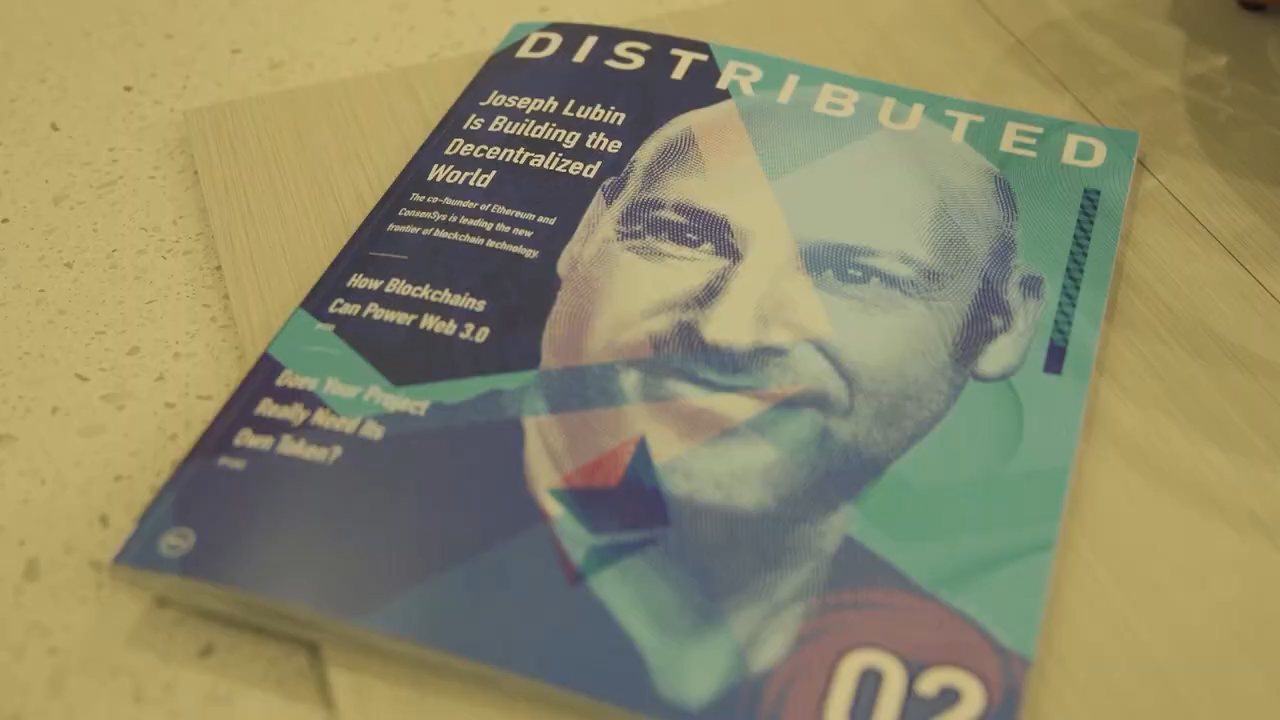 DISTRIBUTED
Joseph Lubin
Is Building the
Decentralized
World
The co-founder of Ethereum and
ConsenSys is leading the new
frontier of blockchain technology.
How Blockchains
Can Power Web 3.0
Does Your Project
Really Need Its
Own Token?
02